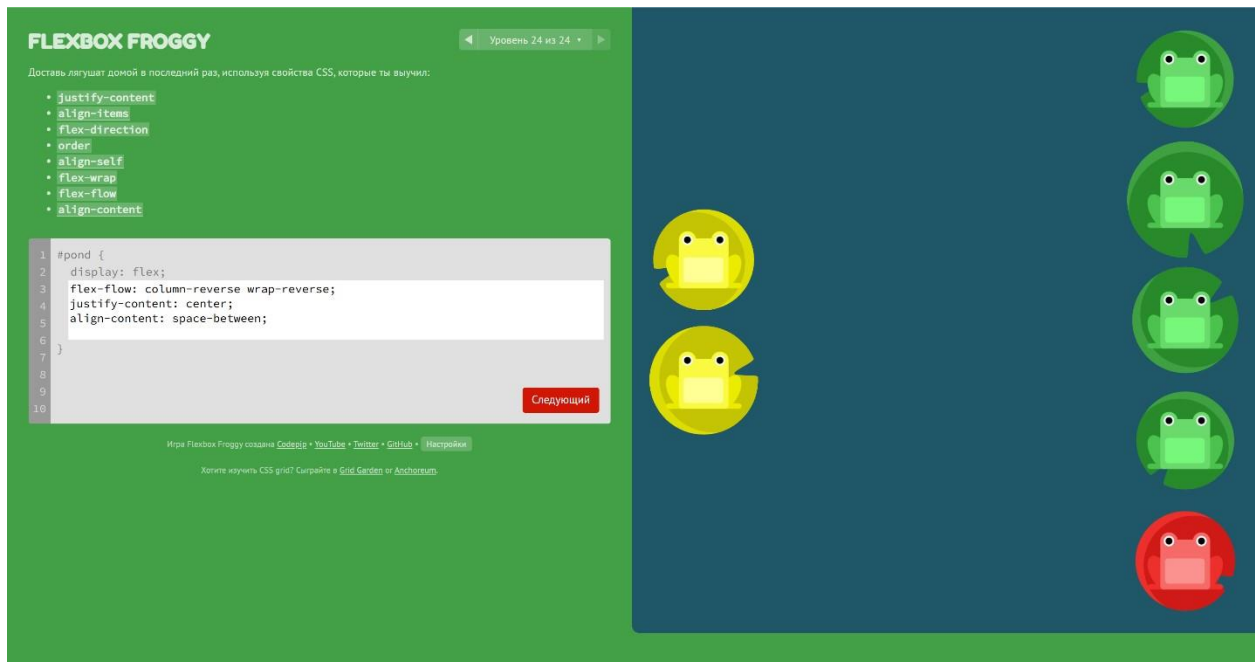 FLEXBOX FROGGY
◀ Уровень 24 из 24 ▾ ▶
Доставь лягушат домой в последний раз, используя свойства CSS, которые ты выучил:
• justify-content
• align-items
• flex-direction
• order
• align-self
• flex-wrap
• flex-flow
• align-content
1 #pond {
2 display: flex;
3 flex-flow: column-reverse wrap-reverse;
4 justify-content: center;
5 align-content: space-between;
6
7 }
8
9
10
Следующий
Игра Flexbox Froggy создана Codepip • YouTube • Twitter • GitHub • Настройки
Хотите изучить CSS grid? Сыграйте в Grid Garden or Anchoreum.